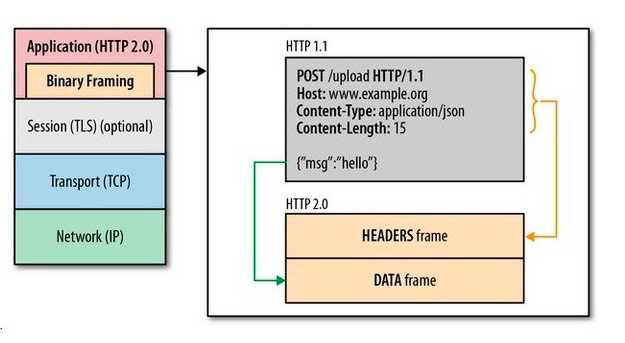 Application (HTTP 2.0)
Binary Framing
Session (TLS) (optional)
Transport (TCP)
Network (IP)
HTTP 1.1
POST /upload HTTP/1.1
Host: www.example.org
Content-Type: application/json
Content-Length: 15
{"msg":"hello"}
HTTP 2.0
HEADERS frame
DATA frame